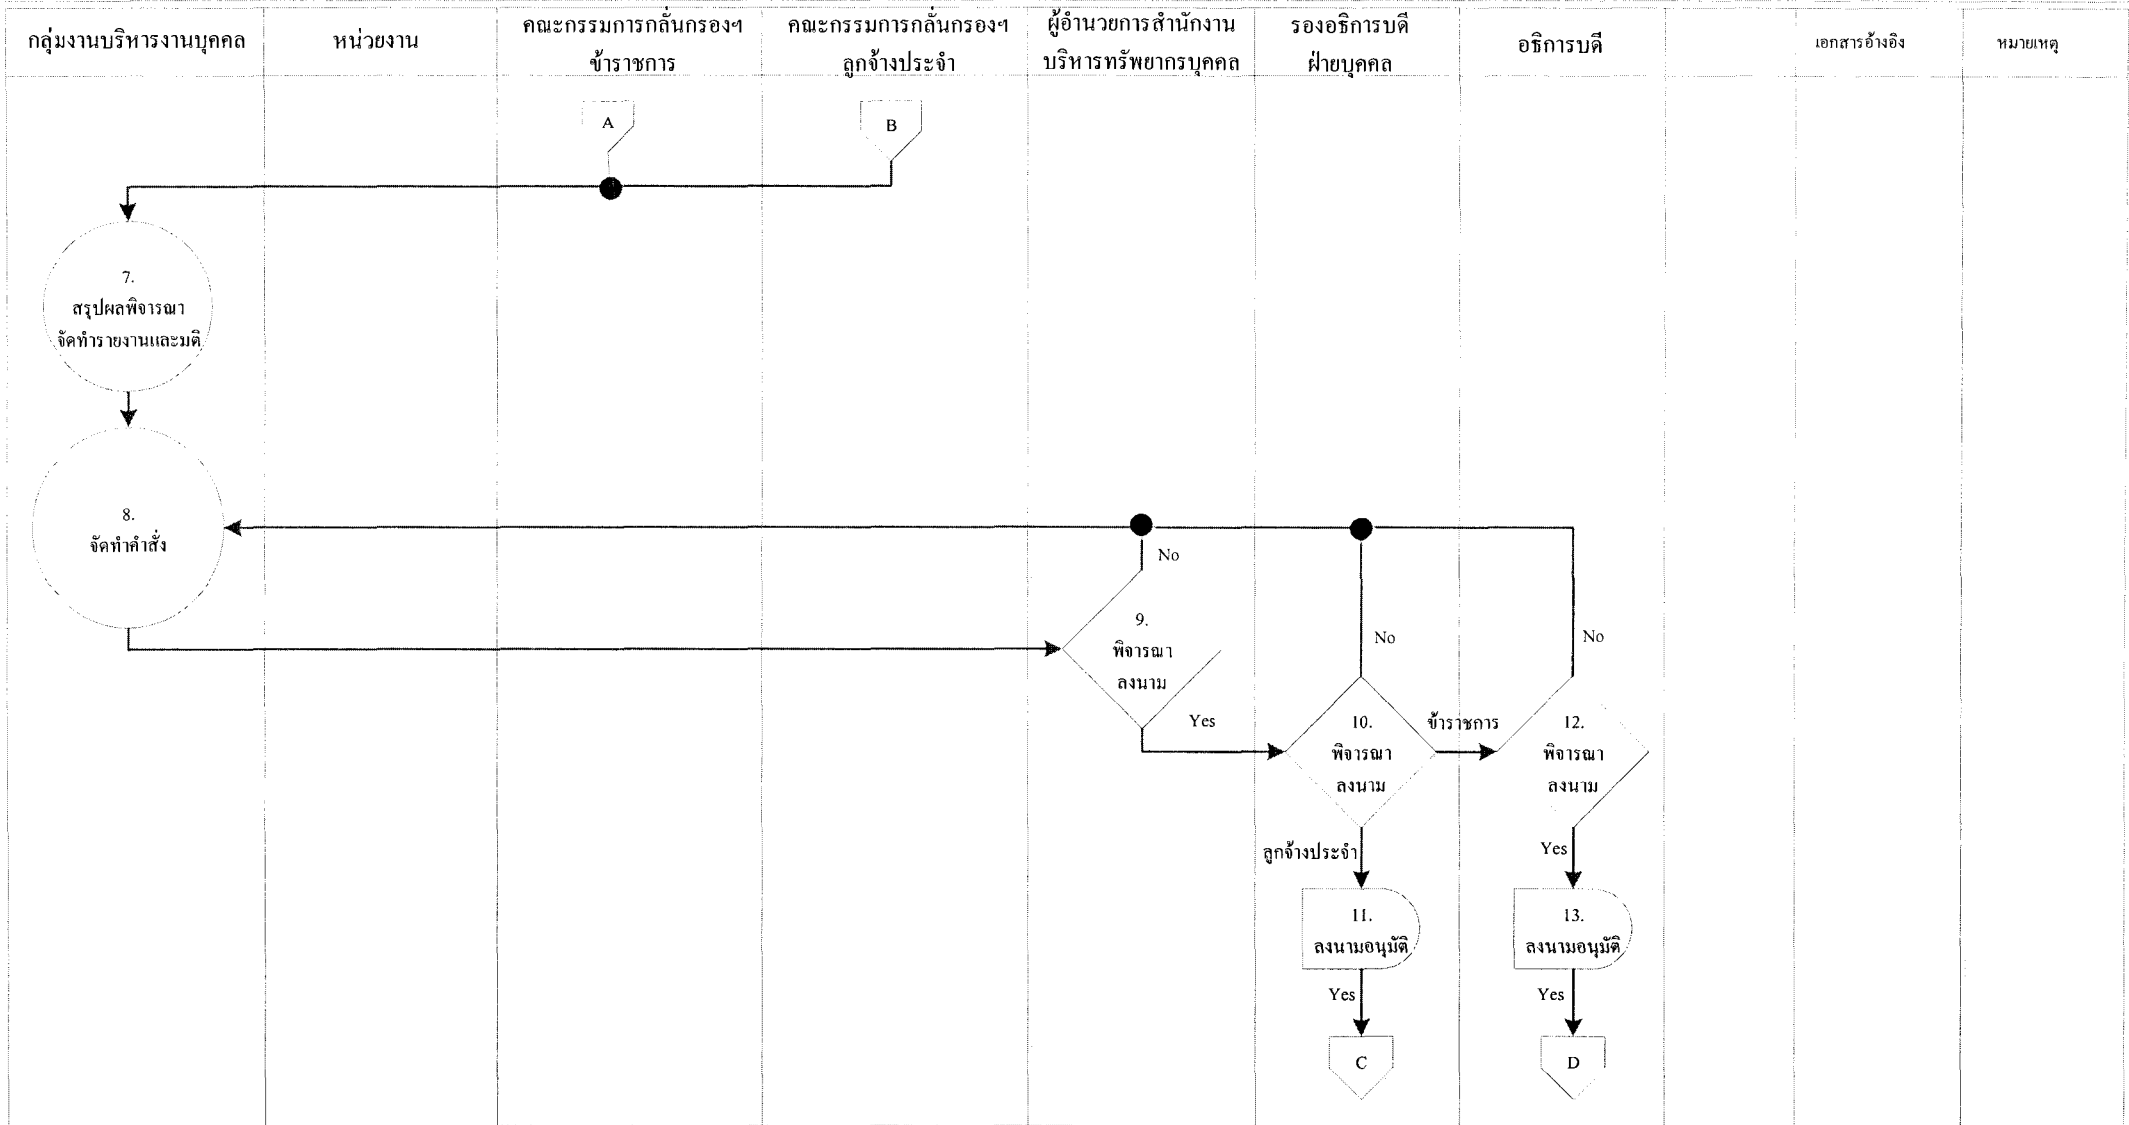 กลุ่มงานบริหารงานบุคคล
หน่วยงาน
คณะกรรมการกลั่นกรองฯ
ข้าราชการ
คณะกรรมการกลั่นกรองฯ
ลูกจ้างประจำ
ผู้อำนวยการสำนักงาน
บริหารทรัพยากรบุคคล
รองอธิการบดี
ฝ่ายบุคคล
อธิการบดี
เอกสารอ้างอิง
หมายเหตุ
A
B
7.
สรุปผลพิจารณา
จัดทำรายงานและมติ
8.
จัดทำคำสั่ง
No
9.
พิจารณา
ลงนาม
Yes
No
10.
พิจารณา
ลงนาม
ข้าราชการ
No
12.
พิจารณา
ลงนาม
ลูกจ้างประจำ
Yes
11.
ลงนามอนุมัติ
13.
ลงนามอนุมัติ
Yes
Yes
C
D